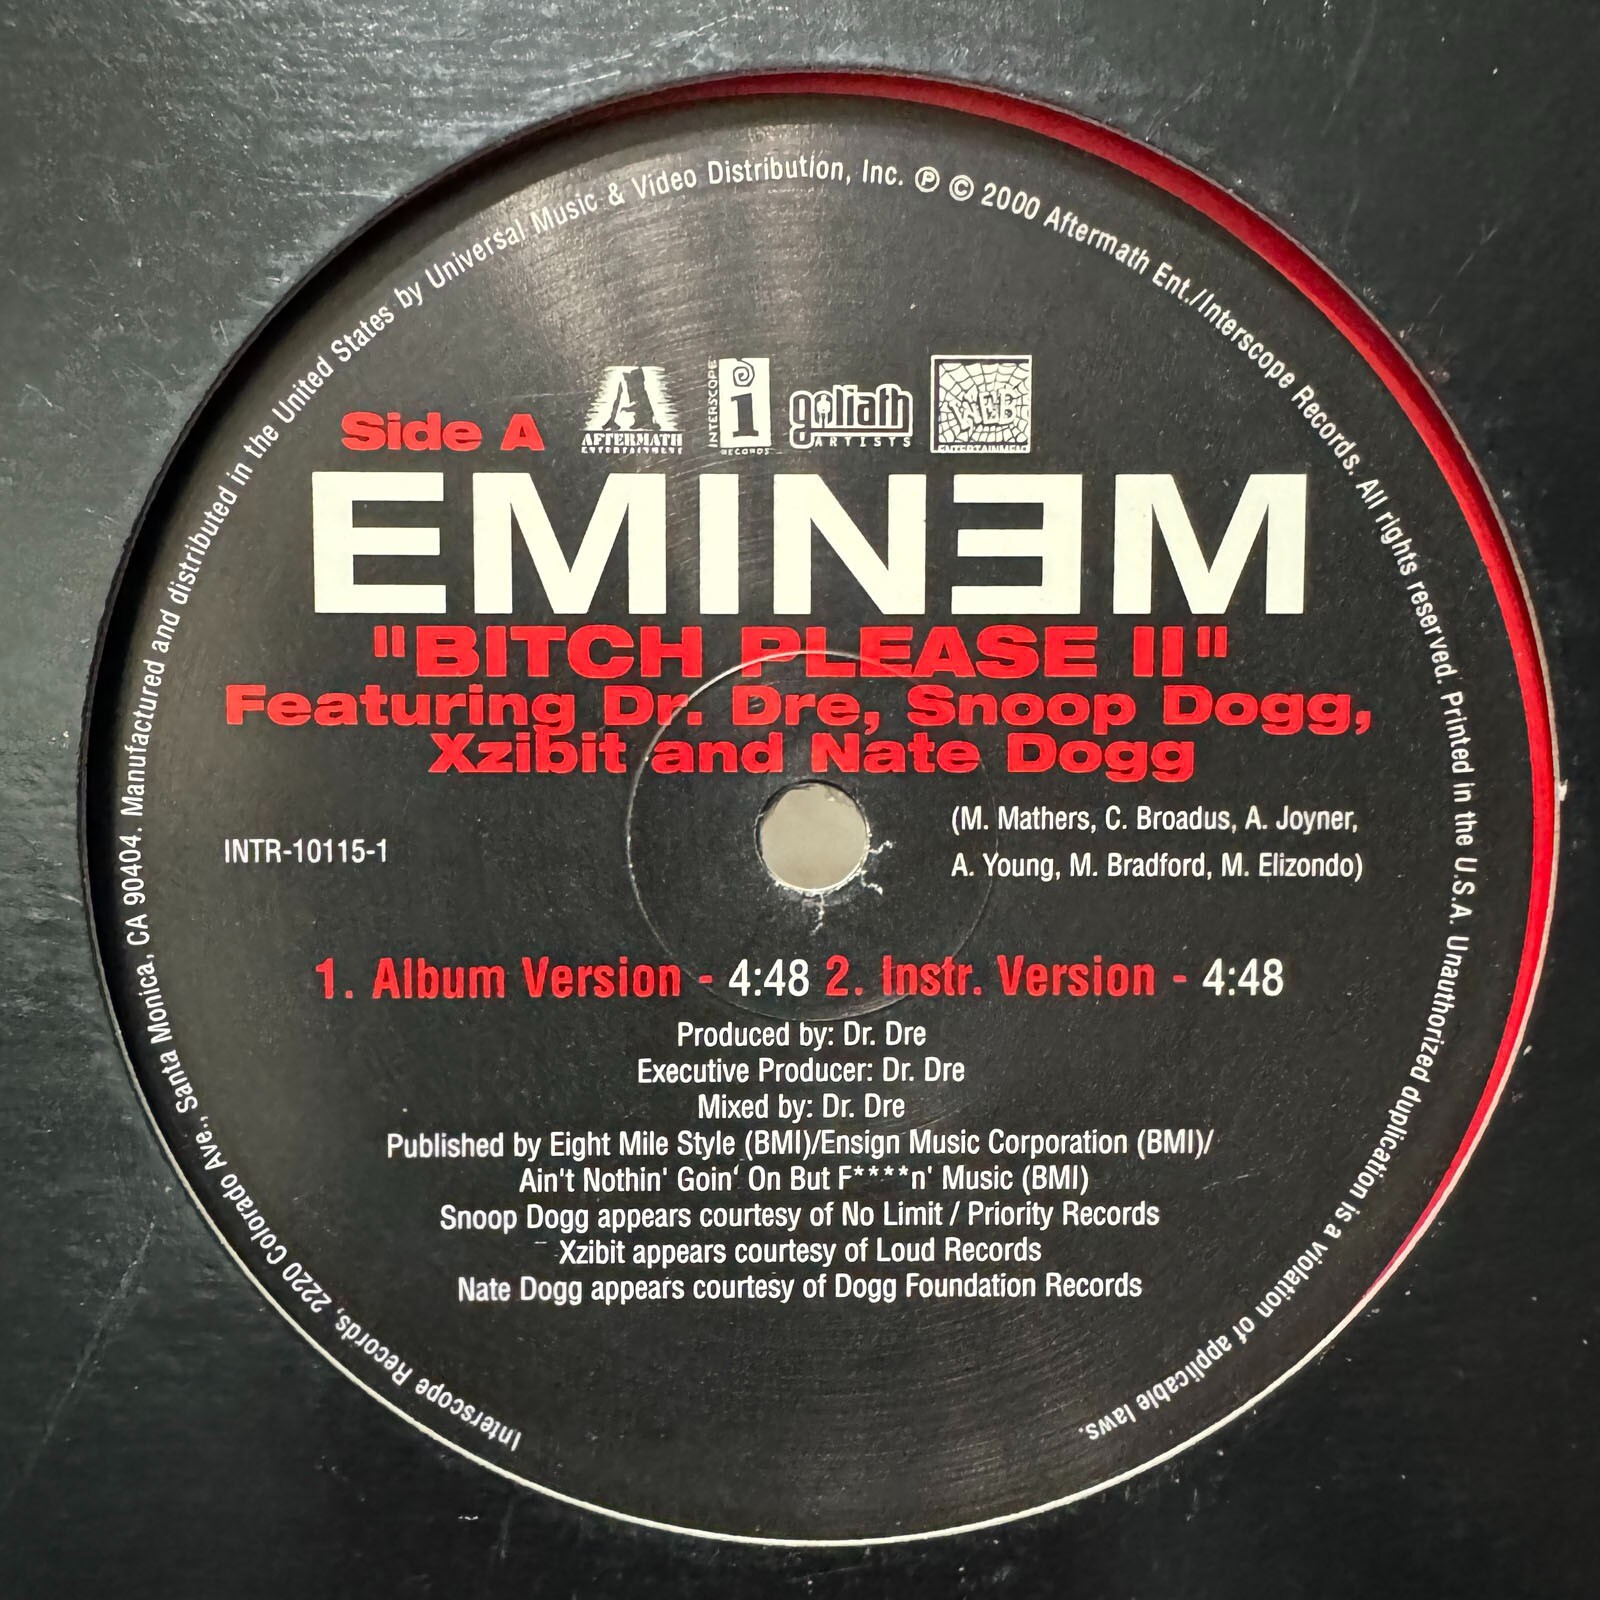 Side A
AFTERMATH
ENTERTAINMENT
INTERSCOPE
RECORDS
goliath
ARTISTS
WEB
ENTERTAINMENT
EMINƎM
"BITCH PLEASE II"
Featuring Dr. Dre, Snoop Dogg,
Xzibit and Nate Dogg
(M. Mathers, C. Broadus, A. Joyner,
A. Young, M. Bradford, M. Elizondo)
INTR-10115-1
1. Album Version - 4:48 2. Instr. Version - 4:48
Produced by: Dr. Dre
Executive Producer: Dr. Dre
Mixed by: Dr. Dre
Published by Eight Mile Style (BMI)/Ensign Music Corporation (BMI)/
Ain't Nothin' Goin‘ On But F****n' Music (BMI)
Snoop Dogg appears courtesy of No Limit / Priority Records
Xzibit appears courtesy of Loud Records
Nate Dogg appears courtesy of Dogg Foundation Records
Interscope Records, 2220 Colorado Ave., Santa Monica, CA 90404. Manufactured and distributed in the United States by Universal Music & Video Distribution, Inc. ℗ © 2000 Aftermath Ent./Interscope Records. All rights reserved. Printed in the U.S.A. Unauthorized duplication is a violation of applicable laws.